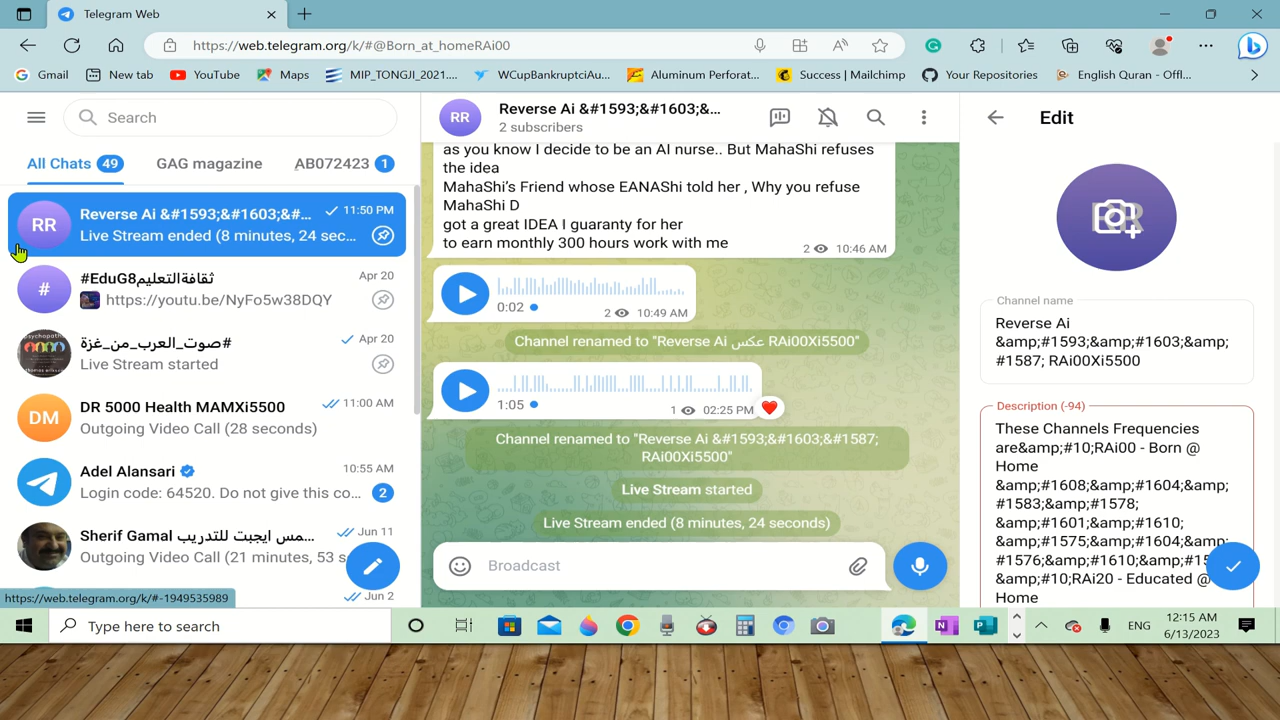 Telegram Web
https://web.telegram.org/k/#@Born_at_homeRAi00
Gmail
New tab
YouTube
Maps
MIP_TONGJI_2021....
WCupBankruptciAu...
Aluminum Perforat...
Success | Mailchimp
Your Repositories
English Quran - Offl...
Search
All Chats 49
GAG magazine
AB072423 1
RR
Reverse Ai &#1593;&#1603;&#...
11:50 PM
Live Stream ended (8 minutes, 24 sec...
#
#EduG8ثقافةالتعليم
Apr 20
https://youtu.be/NyFo5w38DQY
#صوت_العرب_من_غزة
Apr 20
Live Stream started
DM
DR 5000 Health MAMXi5500
11:00 AM
Outgoing Video Call (28 seconds)
Adel Alansari
10:55 AM
Login code: 64520. Do not give this co...
2
Sherif Gamal مس ايجبت للتدريب...
Jun 11
Outgoing Video Call (21 minutes, 53 s
Jun 2
https://web.telegram.org/k/#-1949535989
RR
Reverse Ai &#1593;&#1603;&...
2 subscribers
as you know I decide to be an AI nurse.. But MahaShi refuses
the idea
MahaShi's Friend whose EANAShi told her , Why you refuse
MahaShi D
got a great IDEA I guaranty for her
to earn monthly 300 hours work with me
2 10:46 AM
0:02
2 10:49 AM
Channel renamed to "Reverse Ai عكس RAi00Xi5500"
1:05
1 02:25 PM
Channel renamed to "Reverse Ai &#1593;&#1603;&#1587;
RAi00Xi5500"
Live Stream started
Live Stream ended (8 minutes, 24 seconds)
Broadcast
Edit
Channel name
Reverse Ai
&amp;#1593;&amp;#1603;&amp;
#1587; RAi00Xi5500
Description (-94)
These Channels Frequencies
are&amp;#10;RAi00 - Born @
Home
&amp;#1608;&amp;#1604;&amp;
#1583;&amp;#1578;
&amp;#1601;&amp;#1610;
&amp;#1575;&amp;#1604;&amp;
#1576;&amp;#1610;&amp;#15
&amp;#10;RAi20 - Educated @
Home
Type here to search
ENG
12:15 AM
6/13/2023